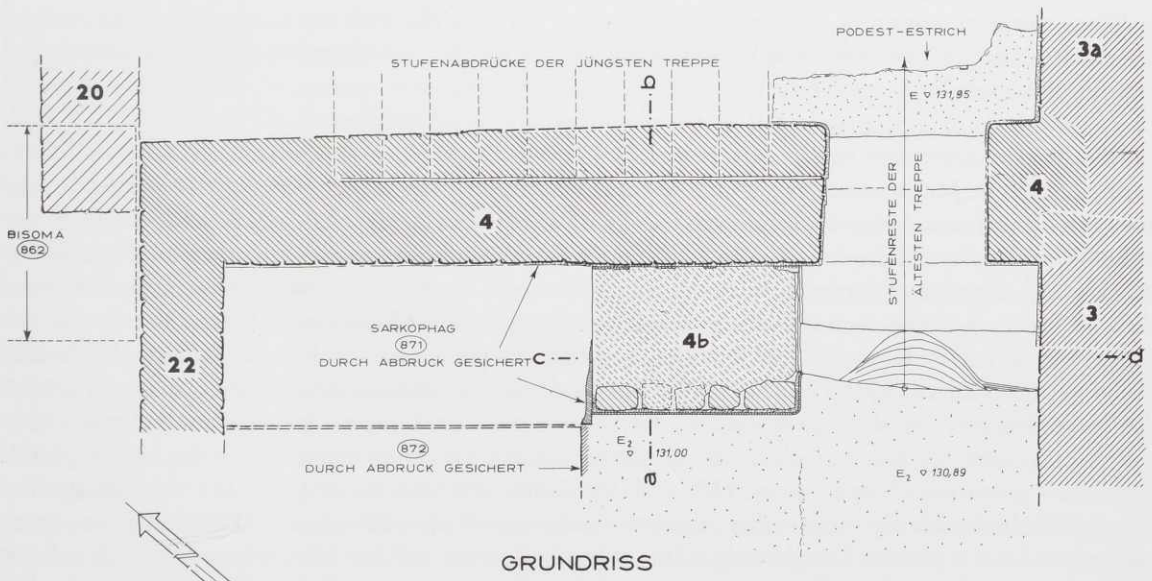 PODEST-ESTRICH
3a
STUFENABDRÜCKE DER JÜNGSTEN TREPPE
20
b
E ▽ 131,85
4
4
BISOMA
862
STUFENRESTE DER
ÄLTESTEN TREPPE
3
SARKOPHAG
871
DURCH ABDRUCK GESICHERT
4b
22
c
d
872
DURCH ABDRUCK GESICHERT
E₂
▽ 131,00
a
E₂ ▽ 130,89
GRUNDRISS